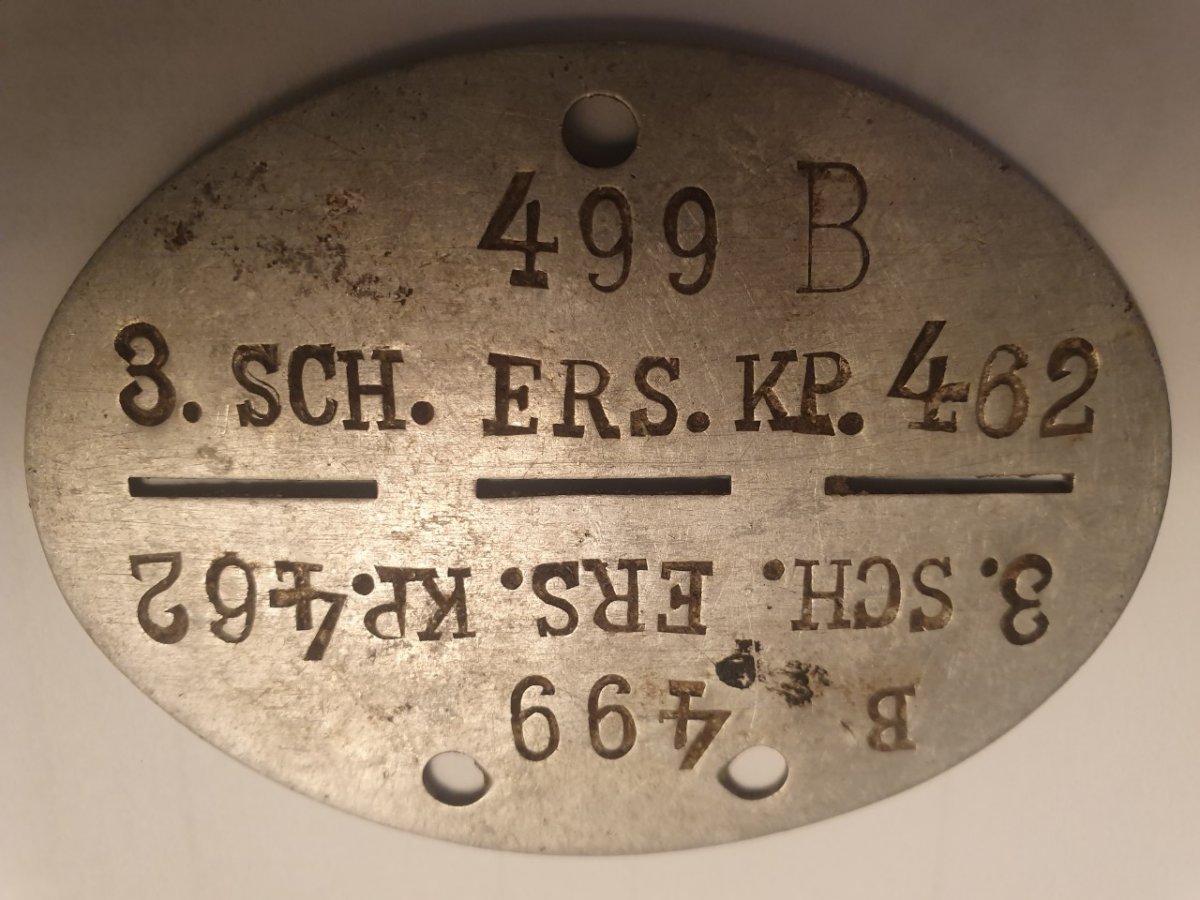 499 B
3. SCH. ERS. KP. 462
B 499
3. SCH. ERS. KP. 462